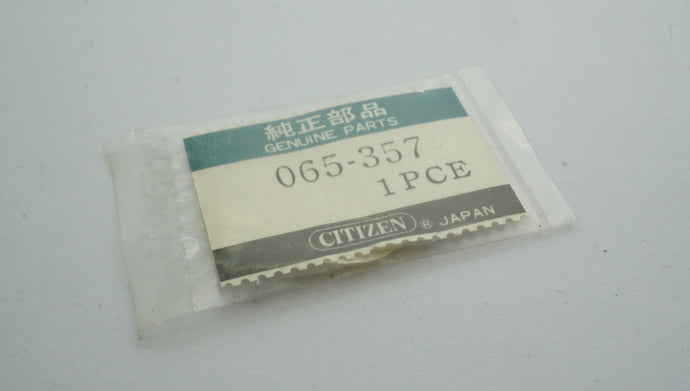 純正部品
GENUINE PARTS
065-357
1PCE
CITIZEN ® JAPAN